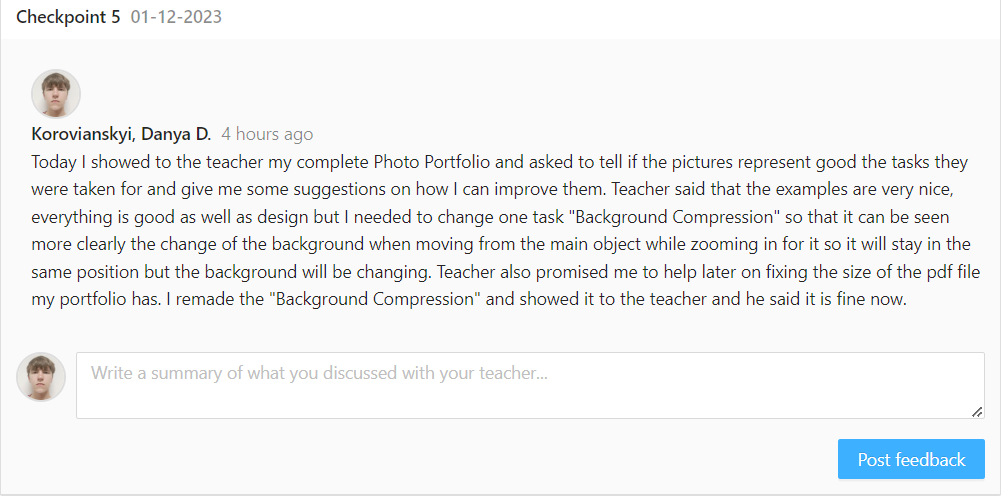 Checkpoint 5 01-12-2023
Korovianskyi, Danya D. 4 hours ago
Today I showed to the teacher my complete Photo Portfolio and asked to tell if the pictures represent good the tasks they
were taken for and give me some suggestions on how I can improve them. Teacher said that the examples are very nice,
everything is good as well as design but I needed to change one task "Background Compression" so that it can be seen
more clearly the change of the background when moving from the main object while zooming in for it so it will stay in the
same position but the background will be changing. Teacher also promised me to help later on fixing the size of the pdf file
my portfolio has. I remade the "Background Compression" and showed it to the teacher and he said it is fine now.
Write a summary of what you discussed with your teacher...
Post feedback